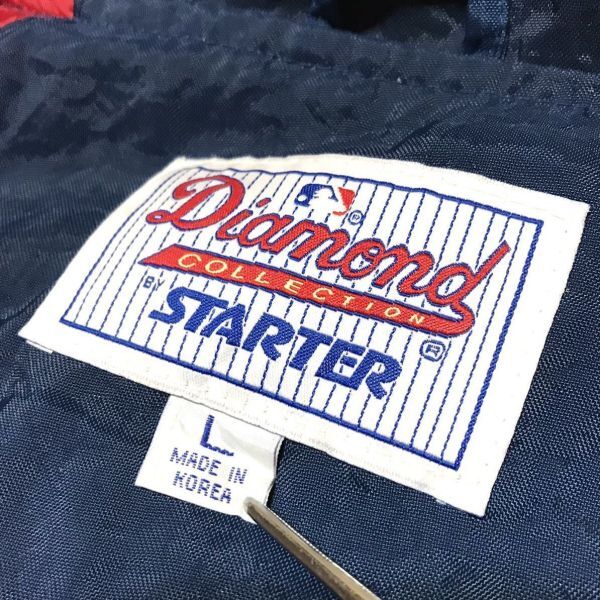 Diamond ®
COLLECTION
BY STARTER ®
L
MADE IN
KOREA